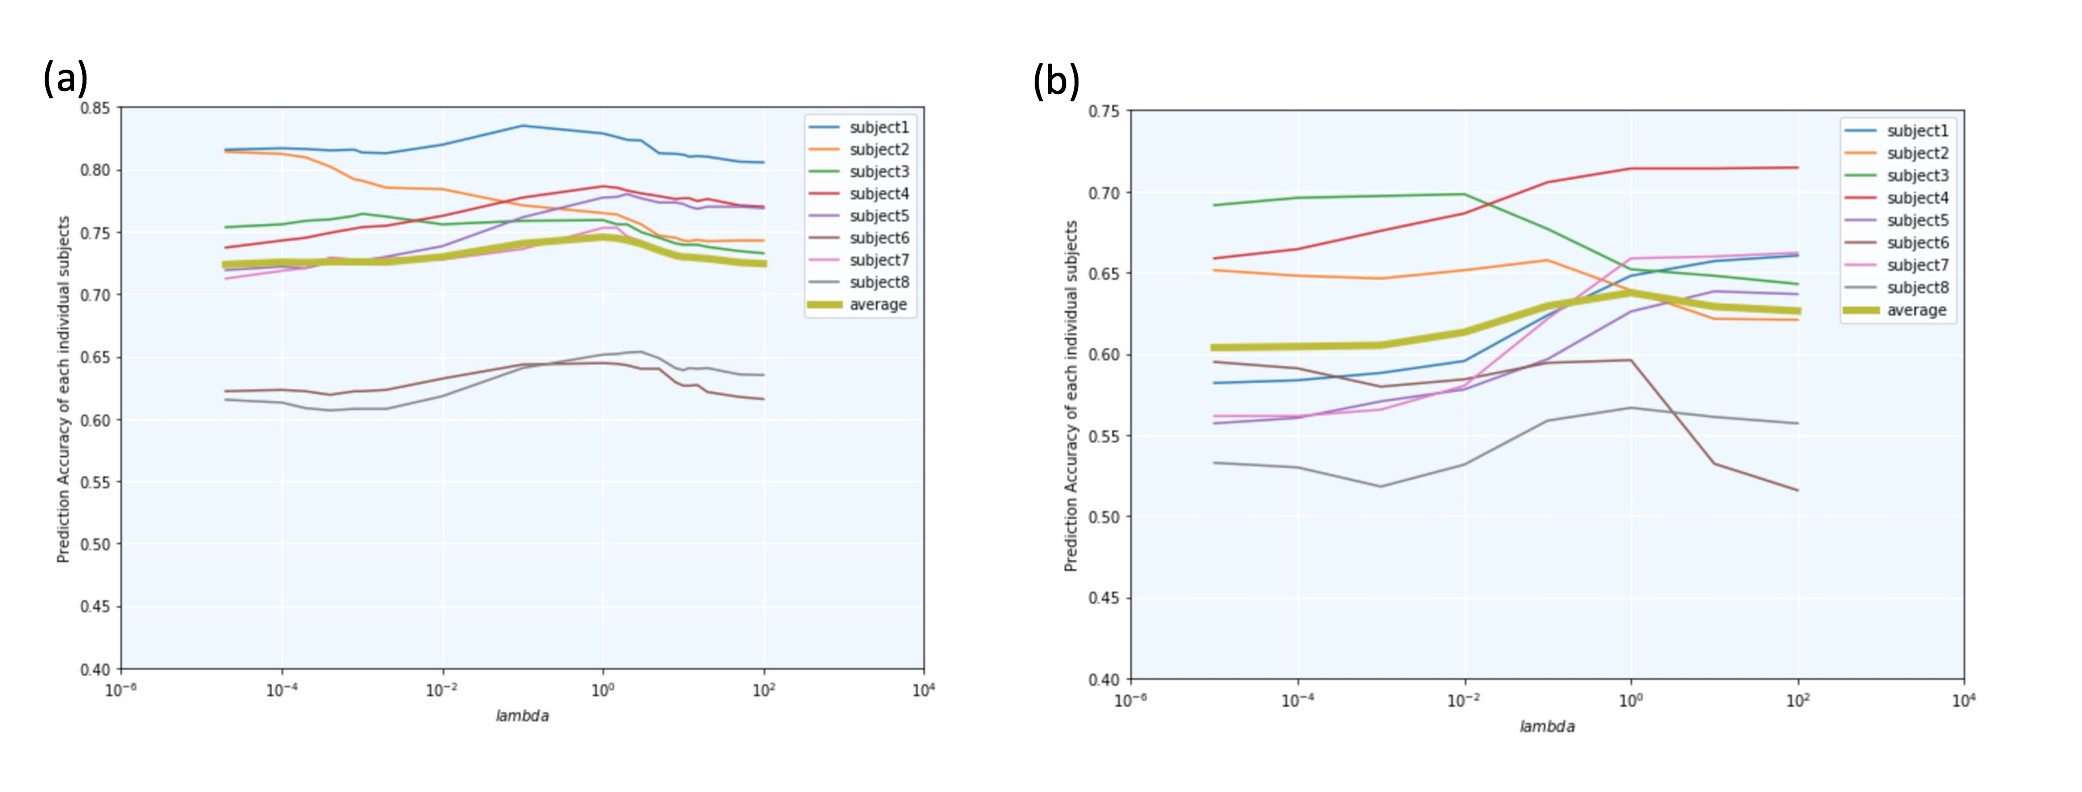 (a)
Prediction Accuracy of each individual subjects
0.85
0.80
0.75
0.70
0.65
0.60
0.55
0.50
0.45
0.40
10⁻⁶
10⁻⁴
10⁻²
10⁰
10²
10⁴
lambda
subject1
subject2
subject3
subject4
subject5
subject6
subject7
subject8
average
(b)
Prediction Accuracy of each individual subjects
0.75
0.70
0.65
0.60
0.55
0.50
0.45
0.40
10⁻⁶
10⁻⁴
10⁻²
10⁰
10²
10⁴
lambda
subject1
subject2
subject3
subject4
subject5
subject6
subject7
subject8
average